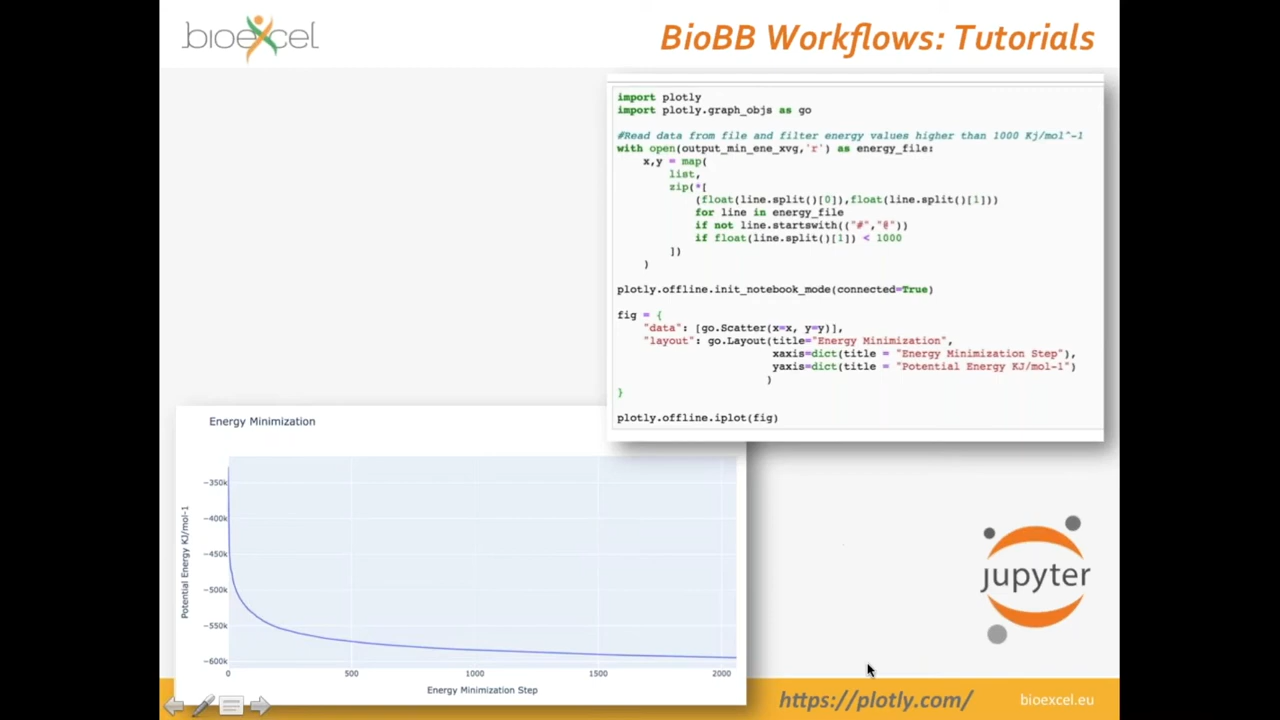 bioexcel
BioBB Workflows: Tutorials
import plotly
import plotly.graph_objs as go
#Read data from file and filter energy values higher than 1000 Kj/mol^-1
with open(output_min_ene_xvg,'r') as energy_file:
    x,y = map(
        list,
        zip(*[
            (float(line.split()[0]),float(line.split()[1]))
            for line in energy_file
            if not line.startswith(("#","@"))
            if float(line.split()[1]) < 1000
        ])
    )
plotly.offline.init_notebook_mode(connected=True)
fig = {
    "data": [go.Scatter(x=x, y=y)],
    "layout": go.Layout(title="Energy Minimization",
                        xaxis=dict(title = "Energy Minimization Step"),
                        yaxis=dict(title = "Potential Energy KJ/mol-1")
                       )
}
plotly.offline.iplot(fig)
Energy Minimization
Potential Energy KJ/mol-1
−350k
−400k
−450k
−500k
−550k
−600k
0 500 1000 1500 2000
Energy Minimization Step
jupyter
https://plotly.com/
bioexcel.eu